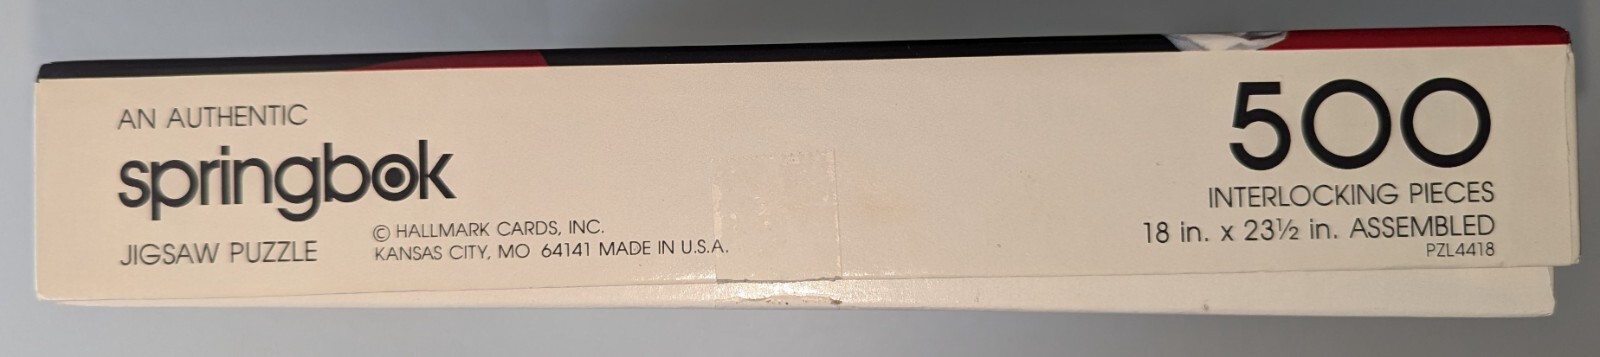 AN AUTHENTIC
springbok
JIGSAW PUZZLE
© HALLMARK CARDS, INC.
KANSAS CITY, MO 64141 MADE IN U.S.A.
500
INTERLOCKING PIECES
18 in. x 23½ in. ASSEMBLED
PZL4418